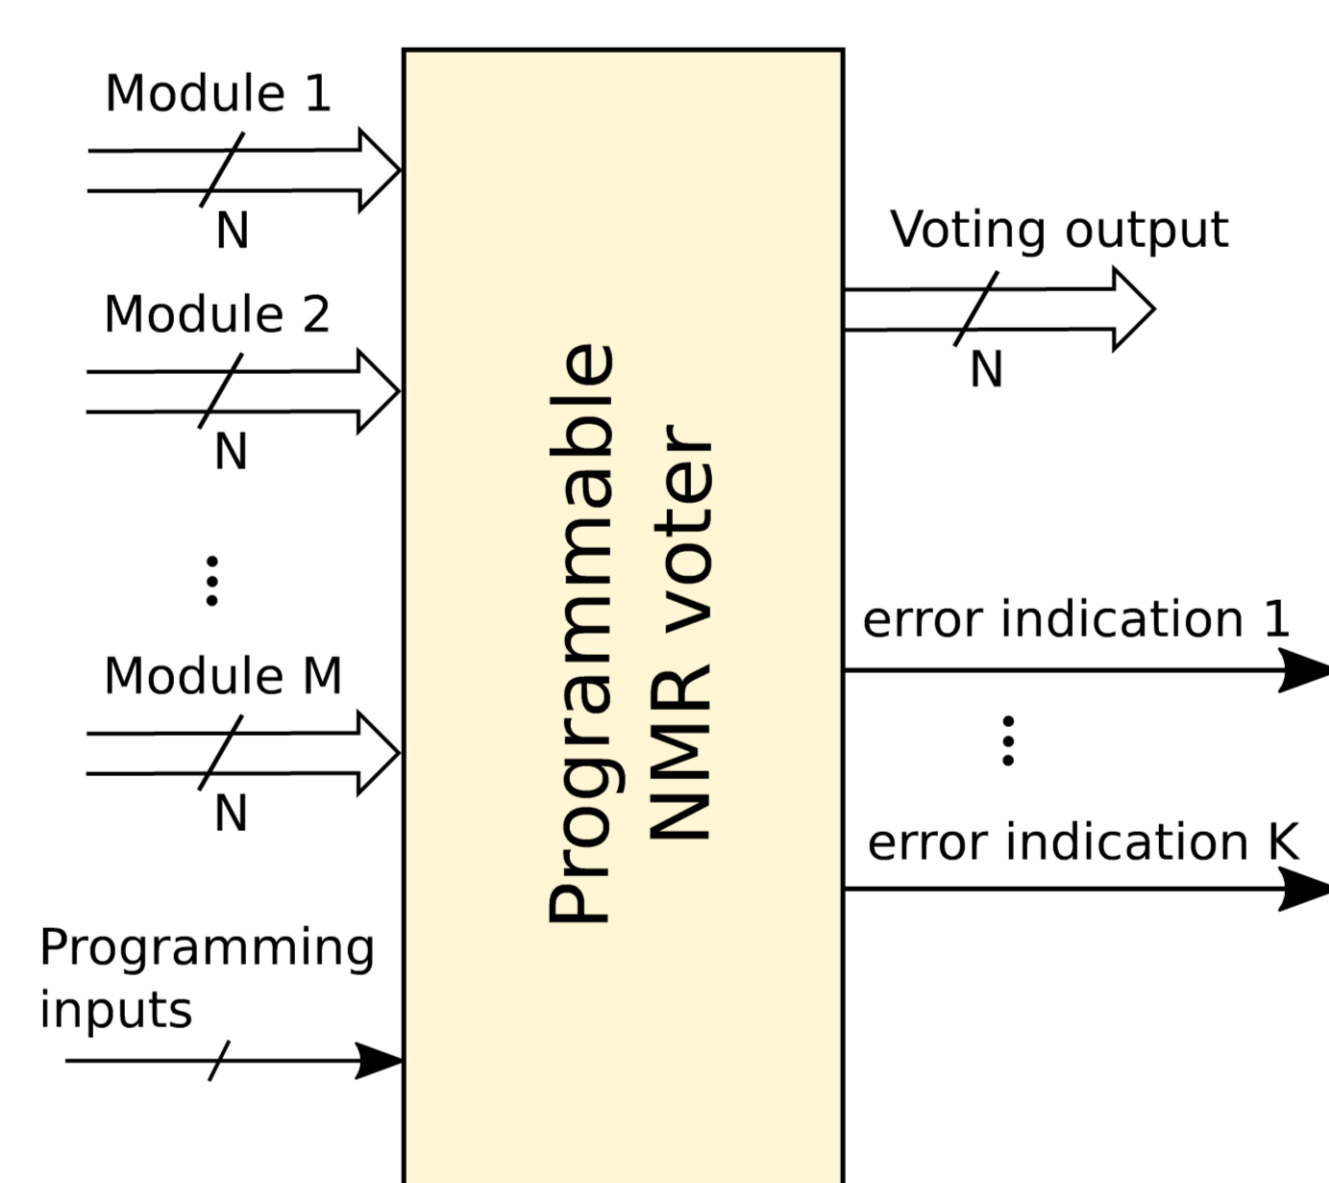 Module 1
N
Module 2
N
Module M
N
Programming
inputs
Programmable
NMR voter
Voting output
N
error indication 1
error indication K